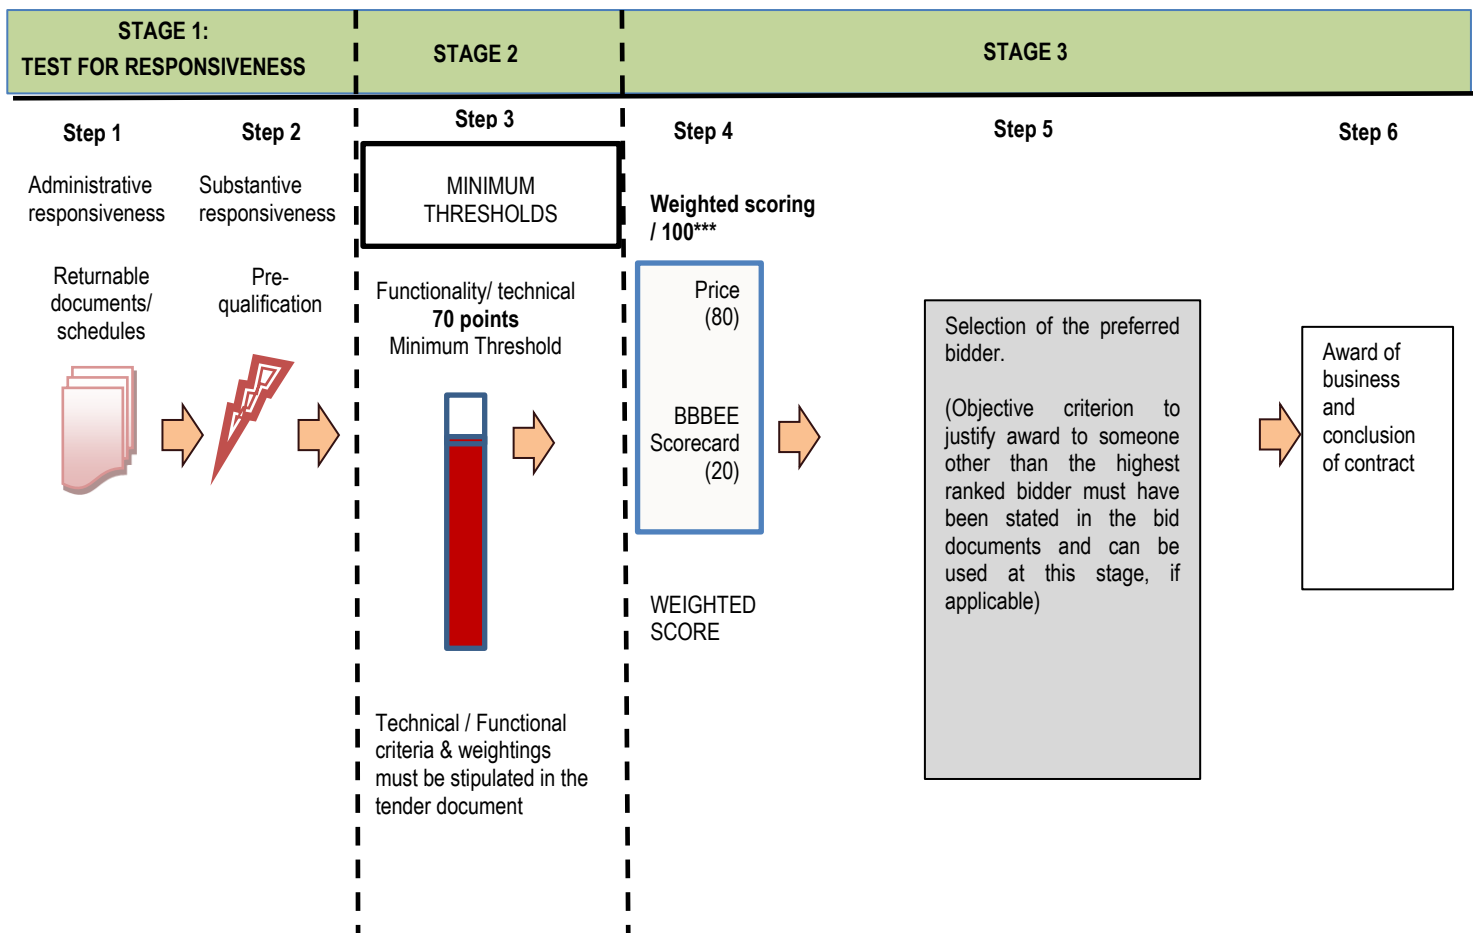 STAGE 1:
TEST FOR RESPONSIVENESS
STAGE 2
STAGE 3
Step 1
Administrative
responsiveness
Returnable
documents/
schedules
Step 2
Substantive
responsiveness
Pre-
qualification
Step 3
MINIMUM
THRESHOLDS
Functionality/ technical
70 points
Minimum Threshold
Technical / Functional
criteria & weightings
must be stipulated in the
tender document
Step 4
Weighted scoring
/ 100***
Price
(80)
BBBEE
Scorecard
(20)
WEIGHTED
SCORE
Step 5
Selection of the preferred
bidder.
(Objective criterion to
justify award to someone
other than the highest
ranked bidder must have
been stated in the bid
documents and can be
used at this stage, if
applicable)
Step 6
Award of
business
and
conclusion
of contract